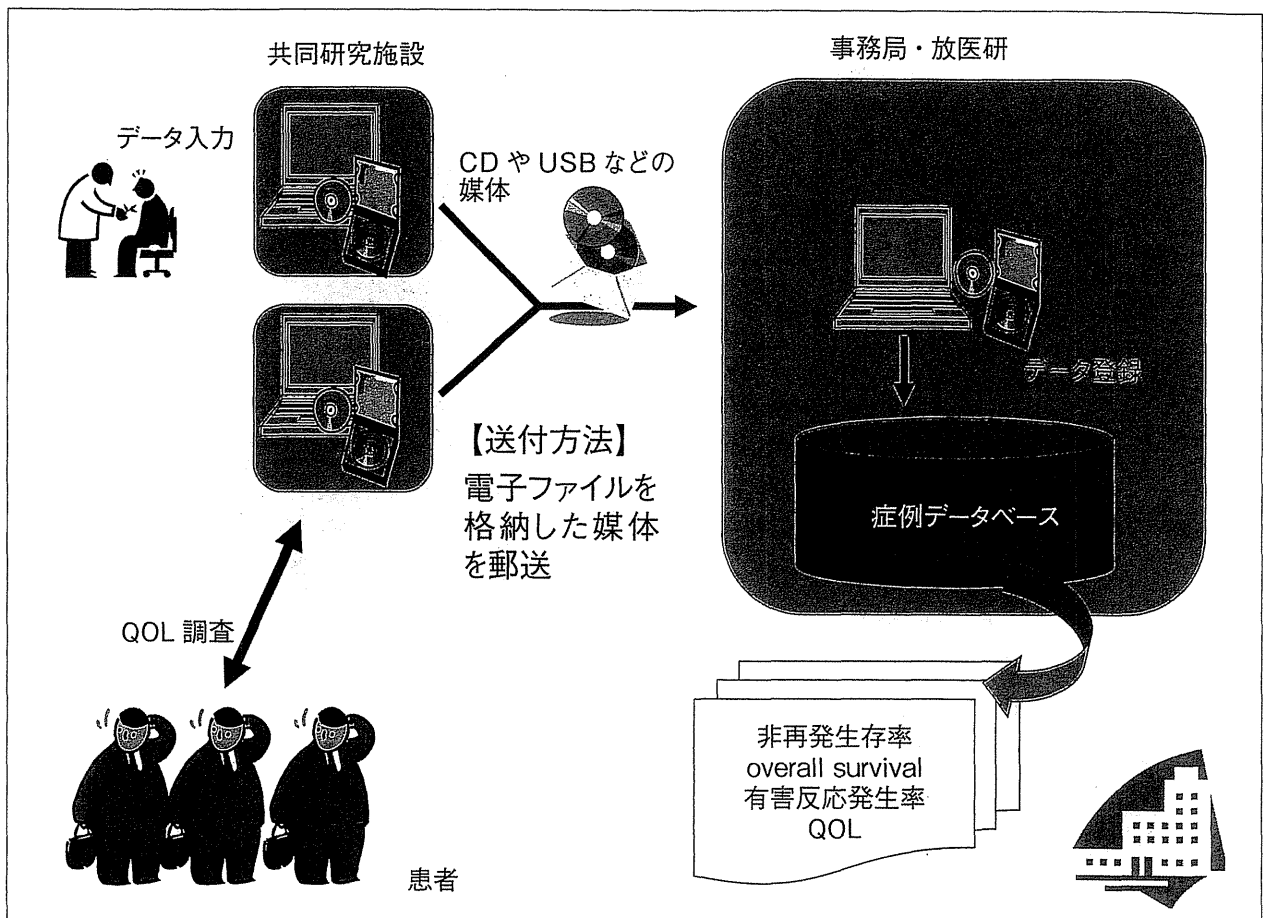 共同研究施設
事務局・放医研
データ入力
CD や USB などの
媒体
データ登録
【送付方法】
電子ファイルを
格納した媒体
を郵送
症例データベース
QOL 調査
非再発生存率
overall survival
有害反応発生率
QOL
患者